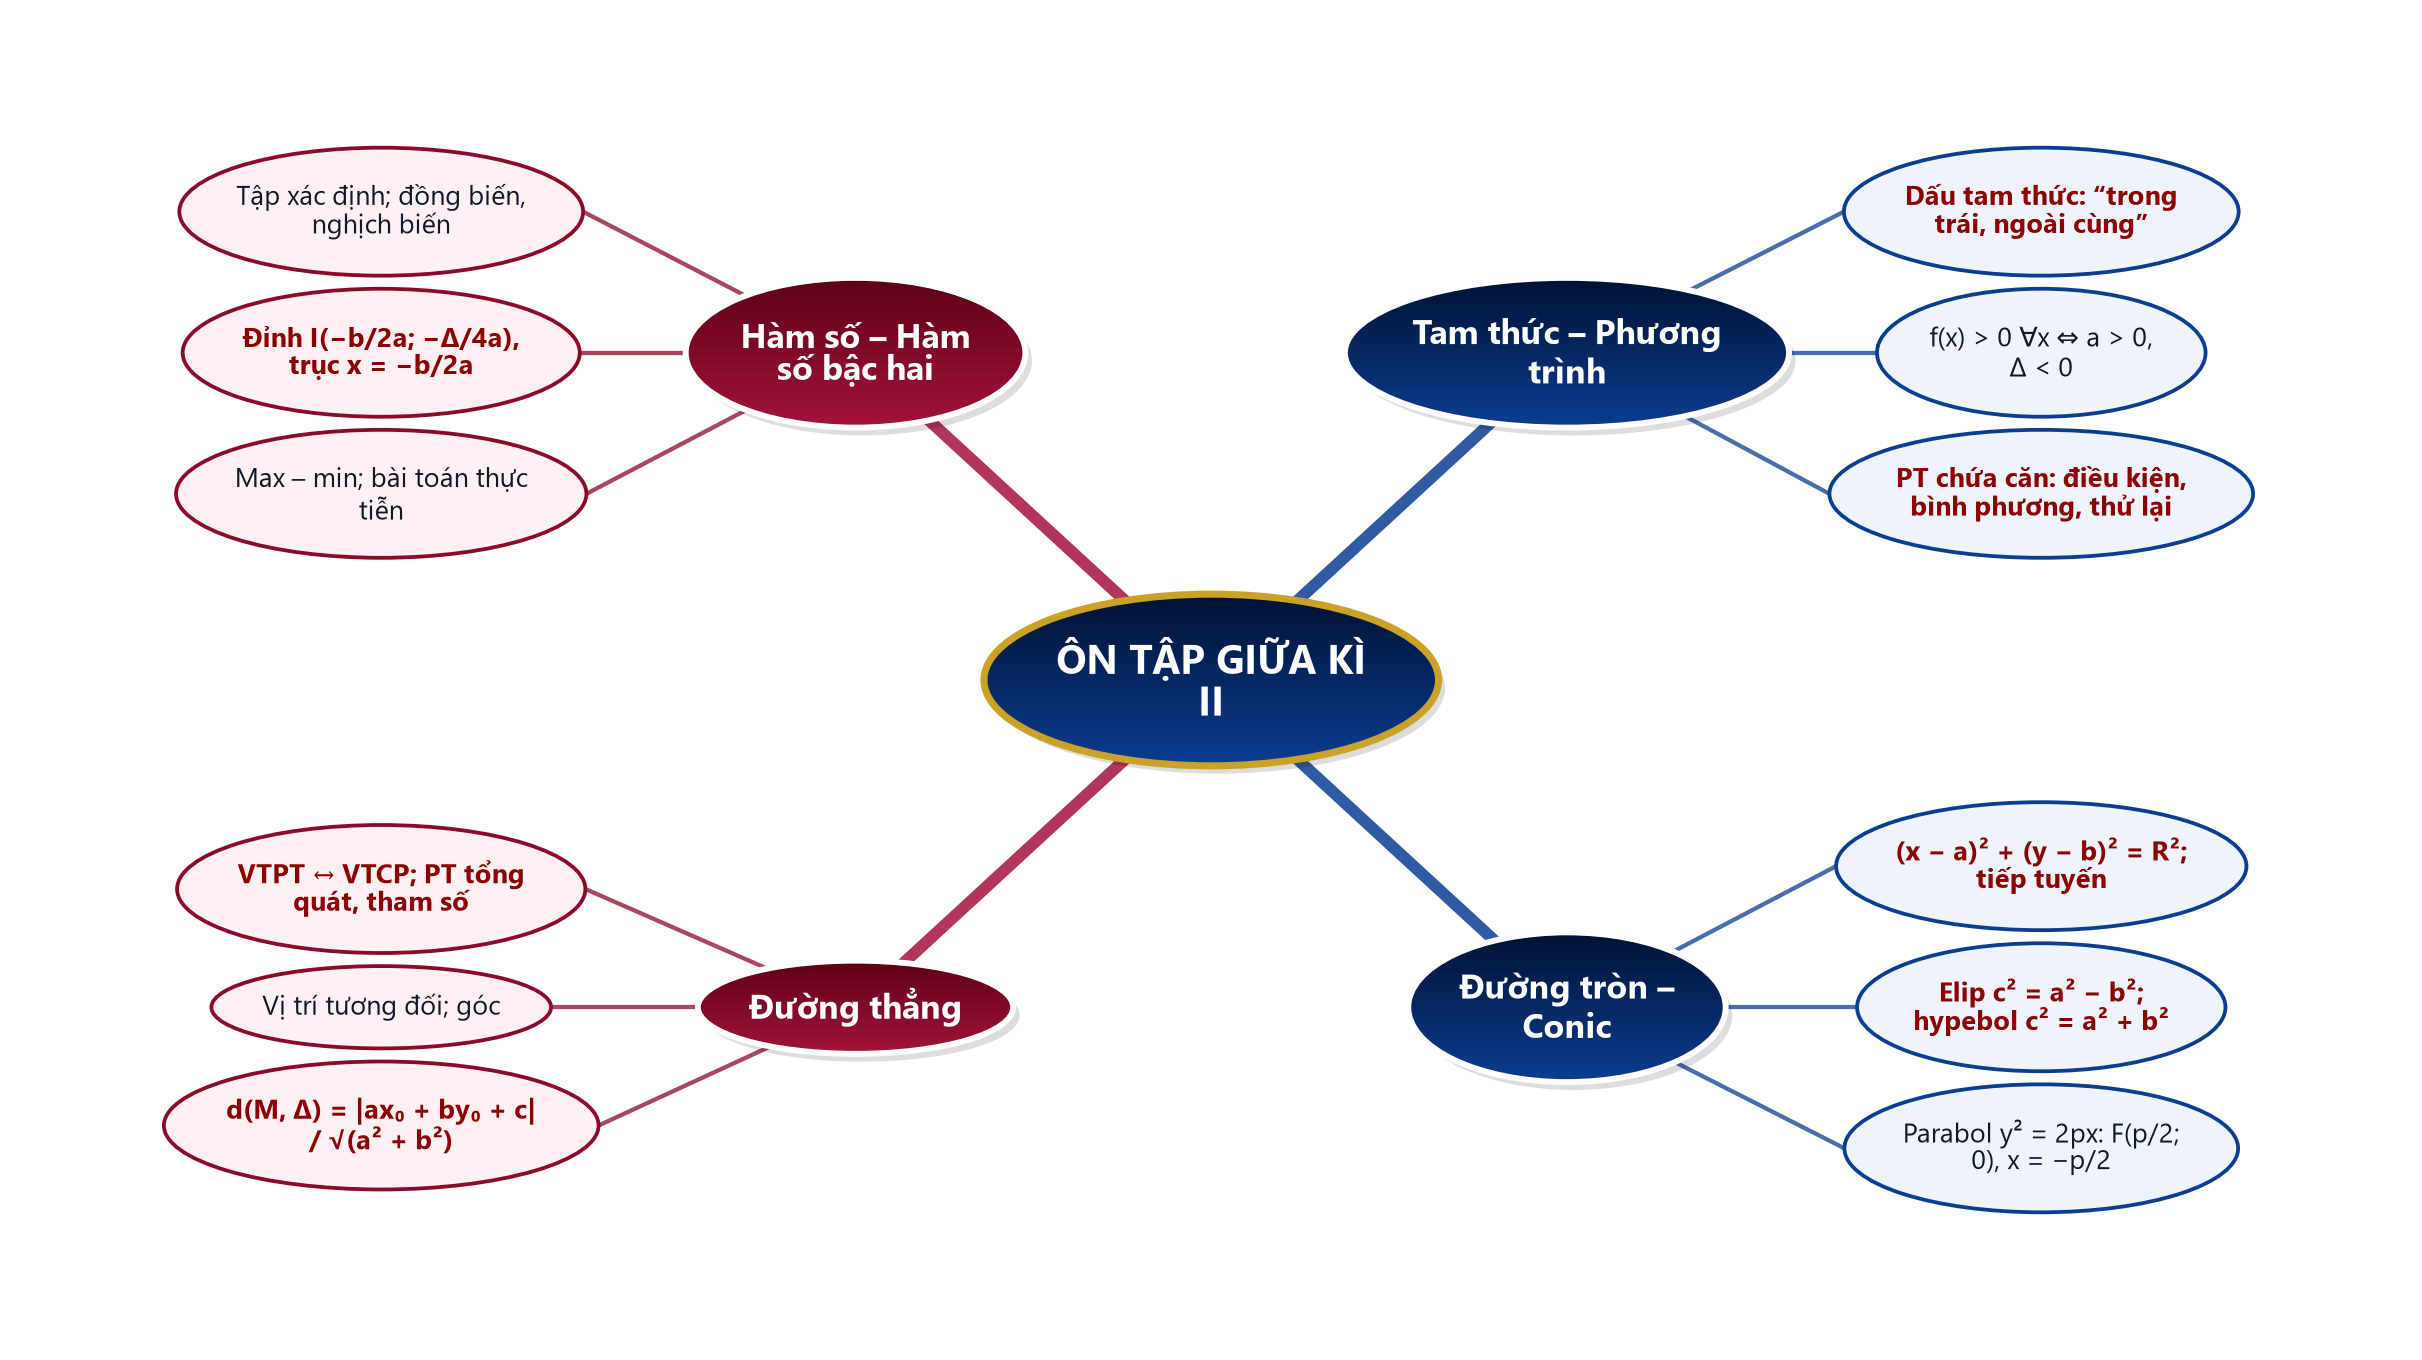 Tập xác định; đồng biến,
nghịch biến
Đỉnh I(−b/2a; −Δ/4a),
trục x = −b/2a
Max – min; bài toán thực
tiễn
Hàm số – Hàm
số bậc hai
Tam thức – Phương
trình
Dấu tam thức: “trong
trái, ngoài cùng”
f(x) > 0 ∀x ⇔ a > 0,
Δ < 0
PT chứa căn: điều kiện,
bình phương, thử lại
ÔN TẬP GIỮA KÌ
II
VTPT ↔ VTCP; PT tổng
quát, tham số
Vị trí tương đối; góc
d(M, Δ) = |ax₀ + by₀ + c|
/ √(a² + b²)
Đường thẳng
Đường tròn –
Conic
(x − a)² + (y − b)² = R²;
tiếp tuyến
Elip c² = a² − b²;
hypebol c² = a² + b²
Parabol y² = 2px: F(p/2;
0), x = −p/2